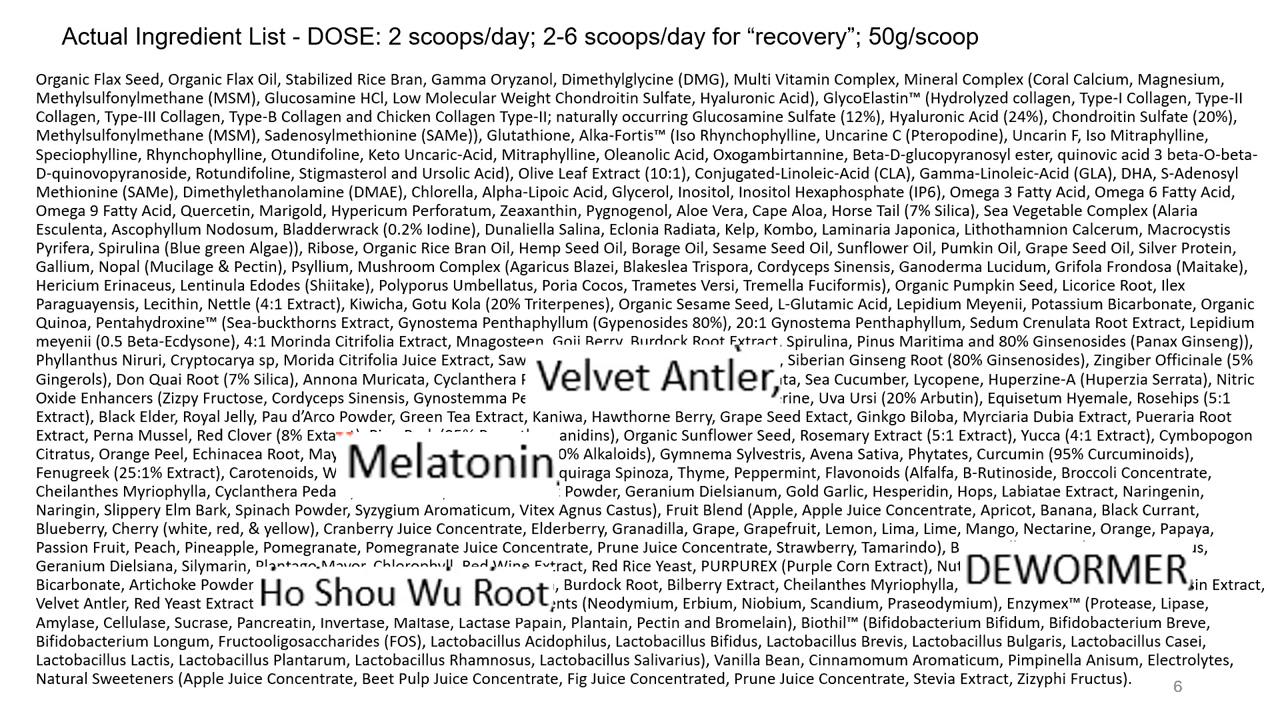 Actual Ingredient List - DOSE: 2 scoops/day; 2-6 scoops/day for “recovery”; 50g/scoop
Organic Flax Seed, Organic Flax Oil, Stabilized Rice Bran, Gamma Oryzanol, Dimethylglycine (DMG), Multi Vitamin Complex, Mineral Complex (Coral Calcium, Magnesium,
Methylsulfonylmethane (MSM), Glucosamine HCl, Low Molecular Weight Chondroitin Sulfate, Hyaluronic Acid), GlycoElastin™ (Hydrolyzed collagen, Type-I Collagen, Type-II
Collagen, Type-III Collagen, Type-B Collagen and Chicken Collagen Type-II; naturally occurring Glucosamine Sulfate (12%), Hyaluronic Acid (24%), Chondroitin Sulfate (20%),
Methylsulfonylmethane (MSM), Sadenosylmethionine (SAMe)), Glutathione, Alka-Fortis™ (Iso Rhynchophylline, Uncarine C (Pteropodine), Uncarin F, Iso Mitraphylline,
Speciophylline, Rhynchophylline, Otundifoline, Keto Uncaric-Acid, Mitraphylline, Oleanolic Acid, Oxogambirtannine, Beta-D-glucopyranosyl ester, quinovic acid 3 beta-O-beta-
D-quinovopyranoside, Rotundifoline, Stigmasterol and Ursolic Acid), Olive Leaf Extract (10:1), Conjugated-Linoleic-Acid (CLA), Gamma-Linoleic-Acid (GLA), DHA, S-Adenosyl
Methionine (SAMe), Dimethylethanolamine (DMAE), Chlorella, Alpha-Lipoic Acid, Glycerol, Inositol, Inositol Hexaphosphate (IP6), Omega 3 Fatty Acid, Omega 6 Fatty Acid,
Omega 9 Fatty Acid, Quercetin, Marigold, Hypericum Perforatum, Zeaxanthin, Pygnogenol, Aloe Vera, Cape Aloa, Horse Tail (7% Silica), Sea Vegetable Complex (Alaria
Esculenta, Ascophyllum Nodosum, Bladderwrack (0.2% Iodine), Dunaliella Salina, Eclonia Radiata, Kelp, Kombo, Laminaria Japonica, Lithothamnion Calcerum, Macrocystis
Pyrifera, Spirulina (Blue green Algae)), Ribose, Organic Rice Bran Oil, Hemp Seed Oil, Borage Oil, Sesame Seed Oil, Sunflower Oil, Pumkin Oil, Grape Seed Oil, Silver Protein,
Gallium, Nopal (Mucilage & Pectin), Psyllium, Mushroom Complex (Agaricus Blazei, Blakeslea Trispora, Cordyceps Sinensis, Ganoderma Lucidum, Grifola Frondosa (Maitake),
Hericium Erinaceus, Lentinula Edodes (Shiitake), Polyporus Umbellatus, Poria Cocos, Trametes Versi, Tremella Fuciformis), Organic Pumpkin Seed, Licorice Root, Ilex
Paraguayensis, Lecithin, Nettle (4:1 Extract), Kiwicha, Gotu Kola (20% Triterpenes), Organic Sesame Seed, L-Glutamic Acid, Lepidium Meyenii, Potassium Bicarbonate, Organic
Quinoa, Pentahydroxine™ (Sea-buckthorns Extract, Gynostema Penthaphyllum (Gypenosides 80%), 20:1 Gynostema Penthaphyllum, Sedum Crenulata Root Extract, Lepidium
meyenii (0.5 Beta-Ecdysone), 4:1 Morinda Citrifolia Extract, Mnagosteen, Goji Berry, Burdock Root Extract, Spirulina, Pinus Maritima and 80% Ginsenosides (Panax Ginseng)),
Phyllanthus Niruri, Cryptocarya sp, Morida Citrifolia Juice Extract, Saw Siberian Ginseng Root (80% Ginsenosides), Zingiber Officinale (5%
Velvet Antler,
Gingerols), Don Quai Root (7% Silica), Annona Muricata, Cyclanthera Sea Cucumber, Lycopene, Huperzine-A (Huperzia Serrata), Nitric
Oxide Enhancers (Zizpy Fructose, Cordyceps Sinensis, Gynostemma Uva Ursi (20% Arbutin), Equisetum Hyemale, Rosehips (5:1
Extract), Black Elder, Royal Jelly, Pau d’Arco Powder, Green Tea Extract, Kaniwa, Hawthorne Berry, Grape Seed Extact, Ginkgo Biloba, Myrciaria Dubia Extract, Pueraria Root
Extract, Perna Mussel, Red Clover (8% Organic Sunflower Seed, Rosemary Extract (5:1 Extract), Yucca (4:1 Extract), Cymbopogon
Citratus, Orange Peel, Echinacea Root, Alkaloids), Gymnema Sylvestris, Avena Sativa, Phytates, Curcumin (95% Curcuminoids),
Melatonin,
Fenugreek (25:1% Extract), Carotenoids, Spinoza, Thyme, Peppermint, Flavonoids (Alfalfa, B-Rutinoside, Broccoli Concentrate,
Cheilanthes Myriophylla, Cyclanthera Powder, Geranium Dielsianum, Gold Garlic, Hesperidin, Hops, Labiatae Extract, Naringenin,
Naringin, Slippery Elm Bark, Spinach Powder, Syzygium Aromaticum, Vitex Agnus Castus), Fruit Blend (Apple, Apple Juice Concentrate, Apricot, Banana, Black Currant,
Blueberry, Cherry (white, red, & yellow), Cranberry Juice Concentrate, Elderberry, Granadilla, Grape, Grapefruit, Lemon, Lima, Lime, Mango, Nectarine, Orange, Papaya,
Passion Fruit, Peach, Pineapple, Pomegranate, Pomegranate Juice Concentrate, Prune Juice Concentrate, Strawberry, Tamarindo),
Geranium Dielsiana, Silymarin, Plantago Mayor, Chlorophyll, Red Wine Extract, Red Rice Yeast, PURPUREX (Purple Corn Extract),
DEWORMER,
Bicarbonate, Artichoke Powder Burdock Root, Bilberry Extract, Cheilanthes Myriophylla, Extract,
Ho Shou Wu Root,
Velvet Antler, Red Yeast Extract (Neodymium, Erbium, Niobium, Scandium, Praseodymium), Enzymex™ (Protease, Lipase,
Amylase, Cellulase, Sucrase, Pancreatin, Invertase, Maltase, Lactase Papain, Plantain, Pectin and Bromelain), Biothil™ (Bifidobacterium Bifidum, Bifidobacterium Breve,
Bifidobacterium Longum, Fructooligosaccharides (FOS), Lactobacillus Acidophilus, Lactobacillus Bifidus, Lactobacillus Brevis, Lactobacillus Bulgaris, Lactobacillus Casei,
Lactobacillus Lactis, Lactobacillus Plantarum, Lactobacillus Rhamnosus, Lactobacillus Salivarius), Vanilla Bean, Cinnamomum Aromaticum, Pimpinella Anisum, Electrolytes,
Natural Sweeteners (Apple Juice Concentrate, Beet Pulp Juice Concentrate, Fig Juice Concentrated, Prune Juice Concentrate, Stevia Extract, Zizyphi Fructus).
6